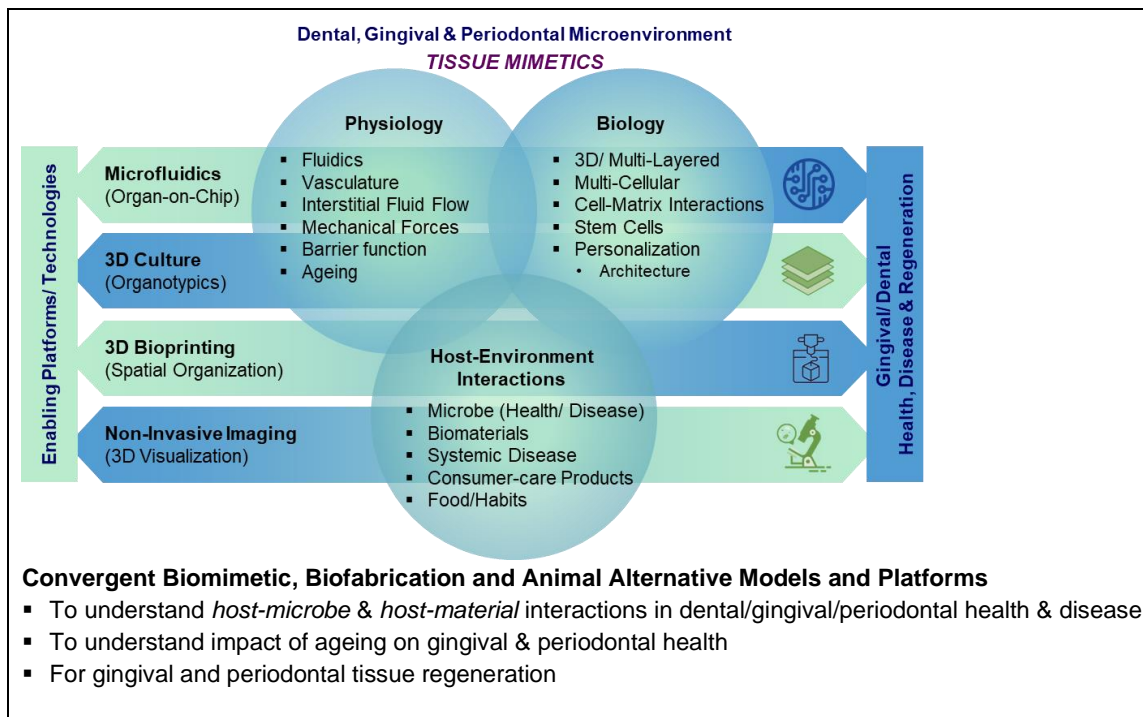 Dental, Gingival & Periodontal Microenvironment
TISSUE MIMETICS
Enabling Platforms/ Technologies
Microfluidics
(Organ-on-Chip)
3D Culture
(Organotypics)
3D Bioprinting
(Spatial Organization)
Non-Invasive Imaging
(3D Visualization)
Physiology
▪ Fluidics
▪ Vasculature
▪ Interstitial Fluid Flow
▪ Mechanical Forces
▪ Barrier function
▪ Ageing
Biology
▪ 3D/ Multi-Layered
▪ Multi-Cellular
▪ Cell-Matrix Interactions
▪ Stem Cells
▪ Personalization
• Architecture
Host-Environment
Interactions
▪ Microbe (Health/ Disease)
▪ Biomaterials
▪ Systemic Disease
▪ Consumer-care Products
▪ Food/Habits
Gingival/ Dental
Health, Disease & Regeneration
Convergent Biomimetic, Biofabrication and Animal Alternative Models and Platforms
▪ To understand host-microbe & host-material interactions in dental/gingival/periodontal health & disease
▪ To understand impact of ageing on gingival & periodontal health
▪ For gingival and periodontal tissue regeneration